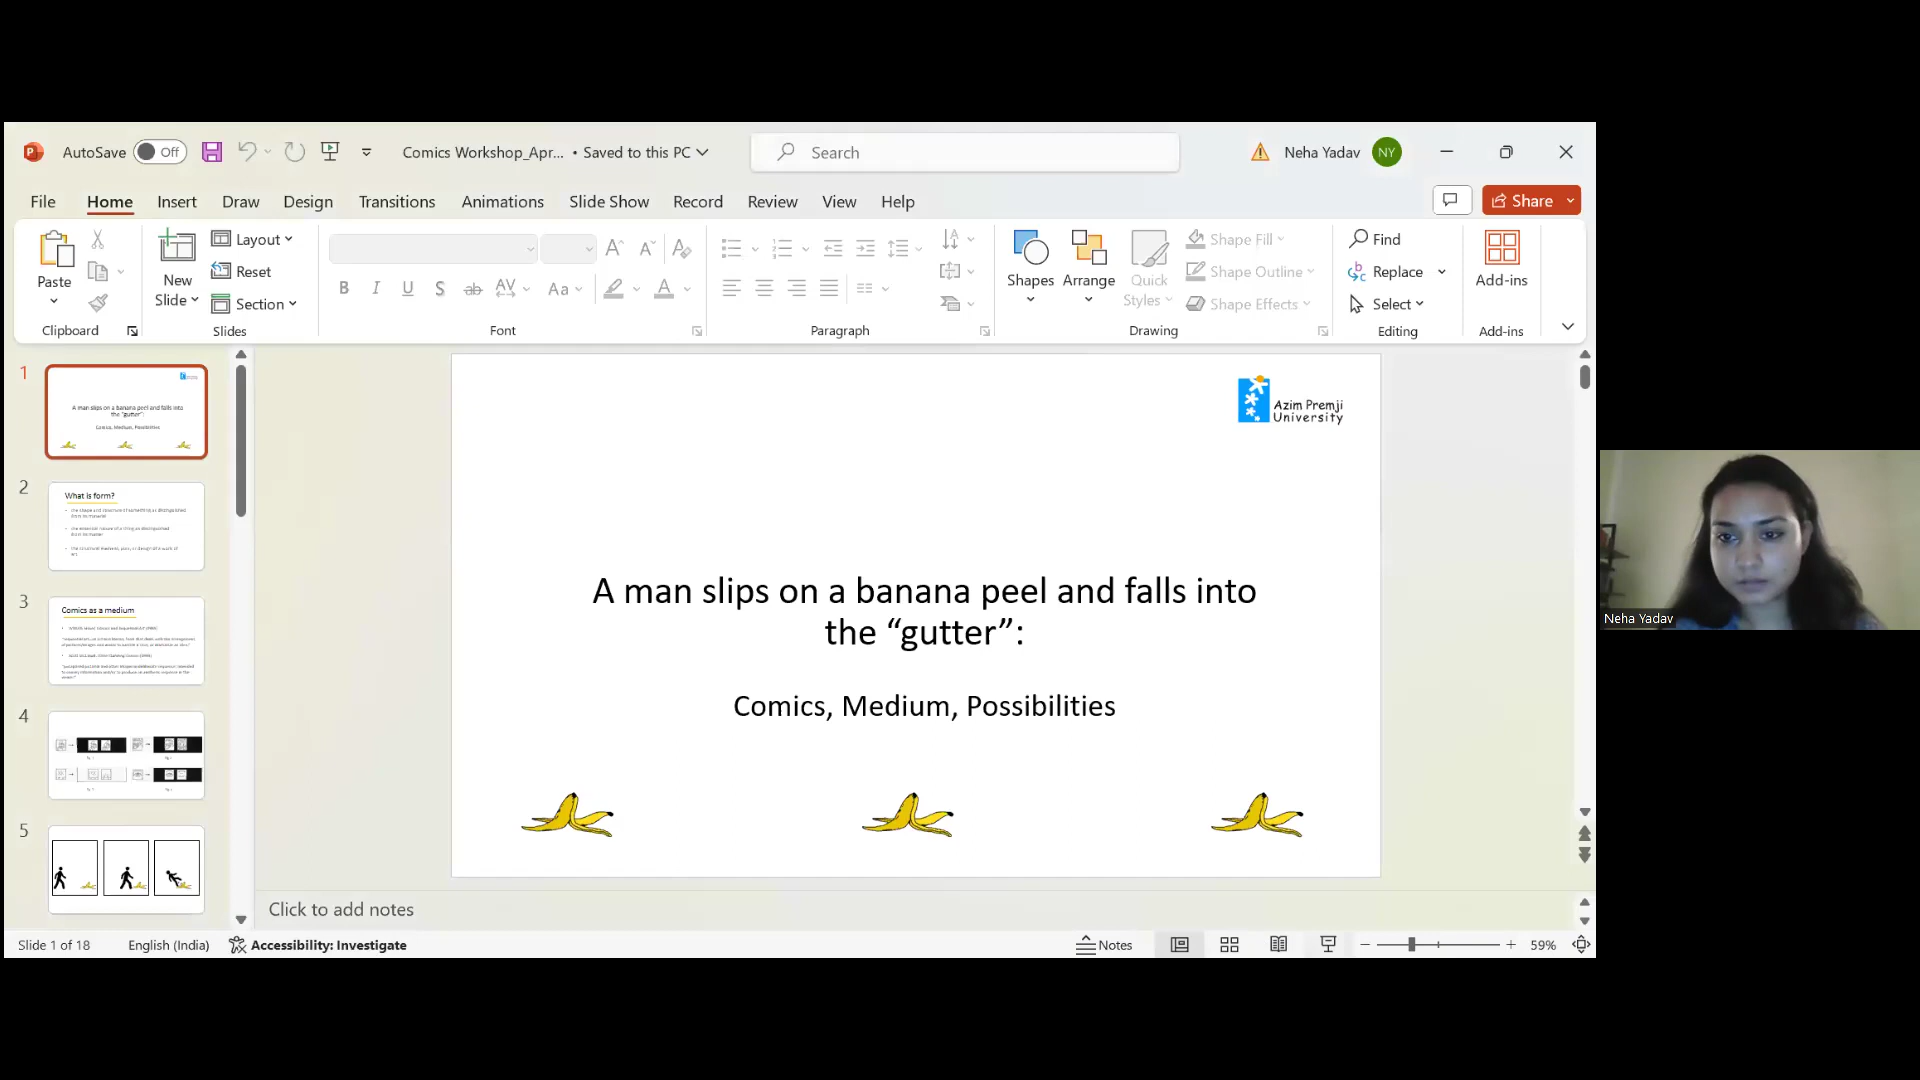 AutoSave Off Comics Workshop_Apr... • Saved to this PC Search Neha Yadav NY
File Home Insert Draw Design Transitions Animations Slide Show Record Review View Help Share
Paste
Clipboard
New
Slide
Layout
Reset
Section
Slides
B I U S ab AV Aa A
Font
Paragraph
Shapes
Arrange
Quick
Styles
Shape Fill
Shape Outline
Shape Effects
Drawing
Find
Replace
Select
Editing
Add-ins
Add-ins
1
A man slips on a banana peel and falls into
the "gutter":
Comics, Medium, Possibilities
2
What is form?
3
Comics as a medium
4
5
Azim Premji
University
A man slips on a banana peel and falls into
the “gutter”:
Comics, Medium, Possibilities
Click to add notes
Slide 1 of 18 English (India) Accessibility: Investigate Notes 59%
Neha Yadav